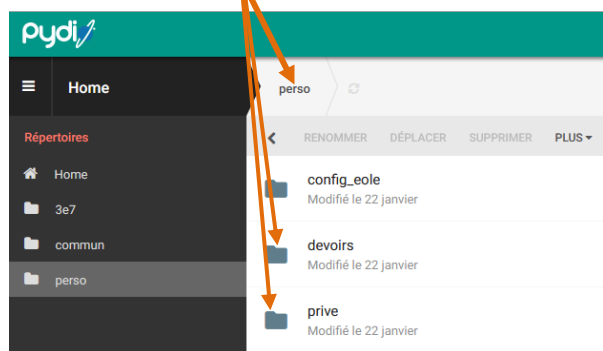 pydi
Home perso
Répertoires RENOMMER DÉPLACER SUPPRIMER PLUS
Home
3e7
commun
perso
config_eole
Modifié le 22 janvier
devoirs
Modifié le 22 janvier
prive
Modifié le 22 janvier